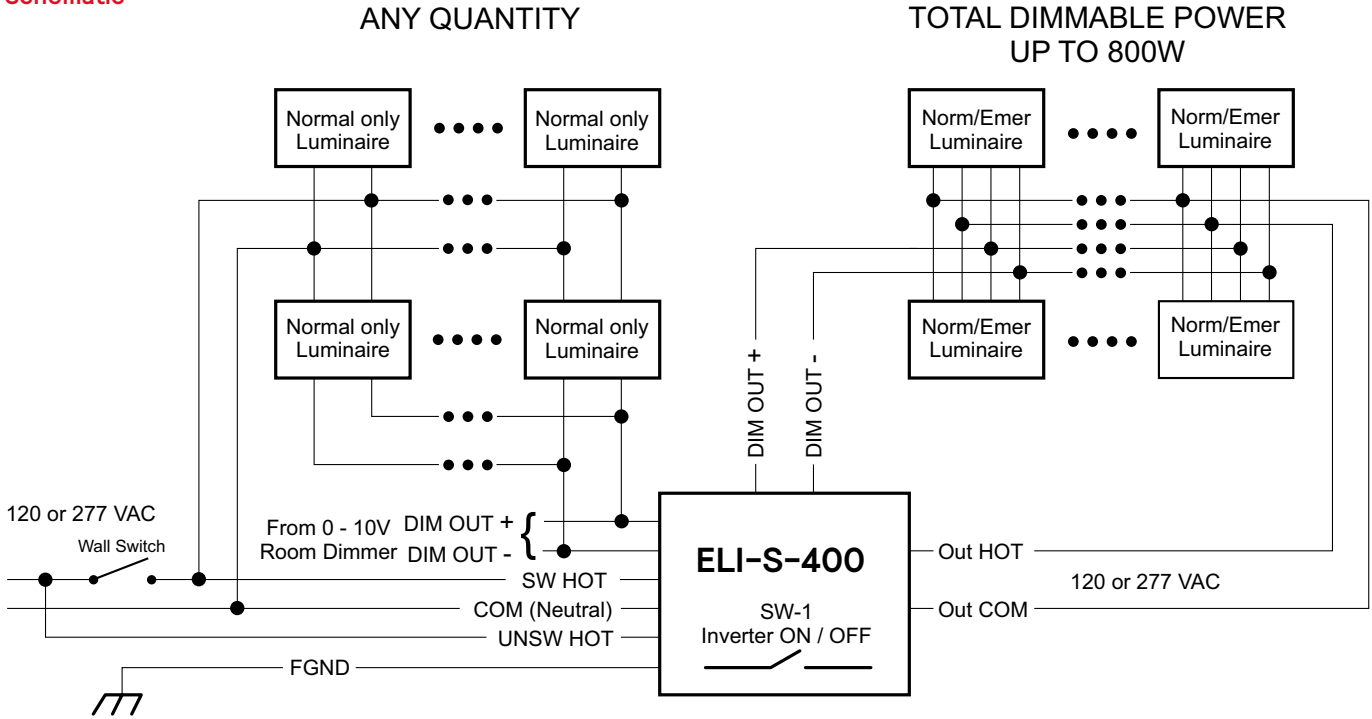 Schematic
ANY QUANTITY
TOTAL DIMMABLE POWER
UP TO 800W
Normal only
Luminaire
Normal only
Luminaire
Norm/Emer
Luminaire
Norm/Emer
Luminaire
Normal only
Luminaire
Normal only
Luminaire
Norm/Emer
Luminaire
Norm/Emer
Luminaire
DIM OUT +
DIM OUT -
120 or 277 VAC
Wall Switch
From 0 - 10V
Room Dimmer
DIM OUT +
DIM OUT -
SW HOT
COM (Neutral)
UNSW HOT
FGND
ELI-S-400
SW-1
Inverter ON / OFF
Out HOT
120 or 277 VAC
Out COM